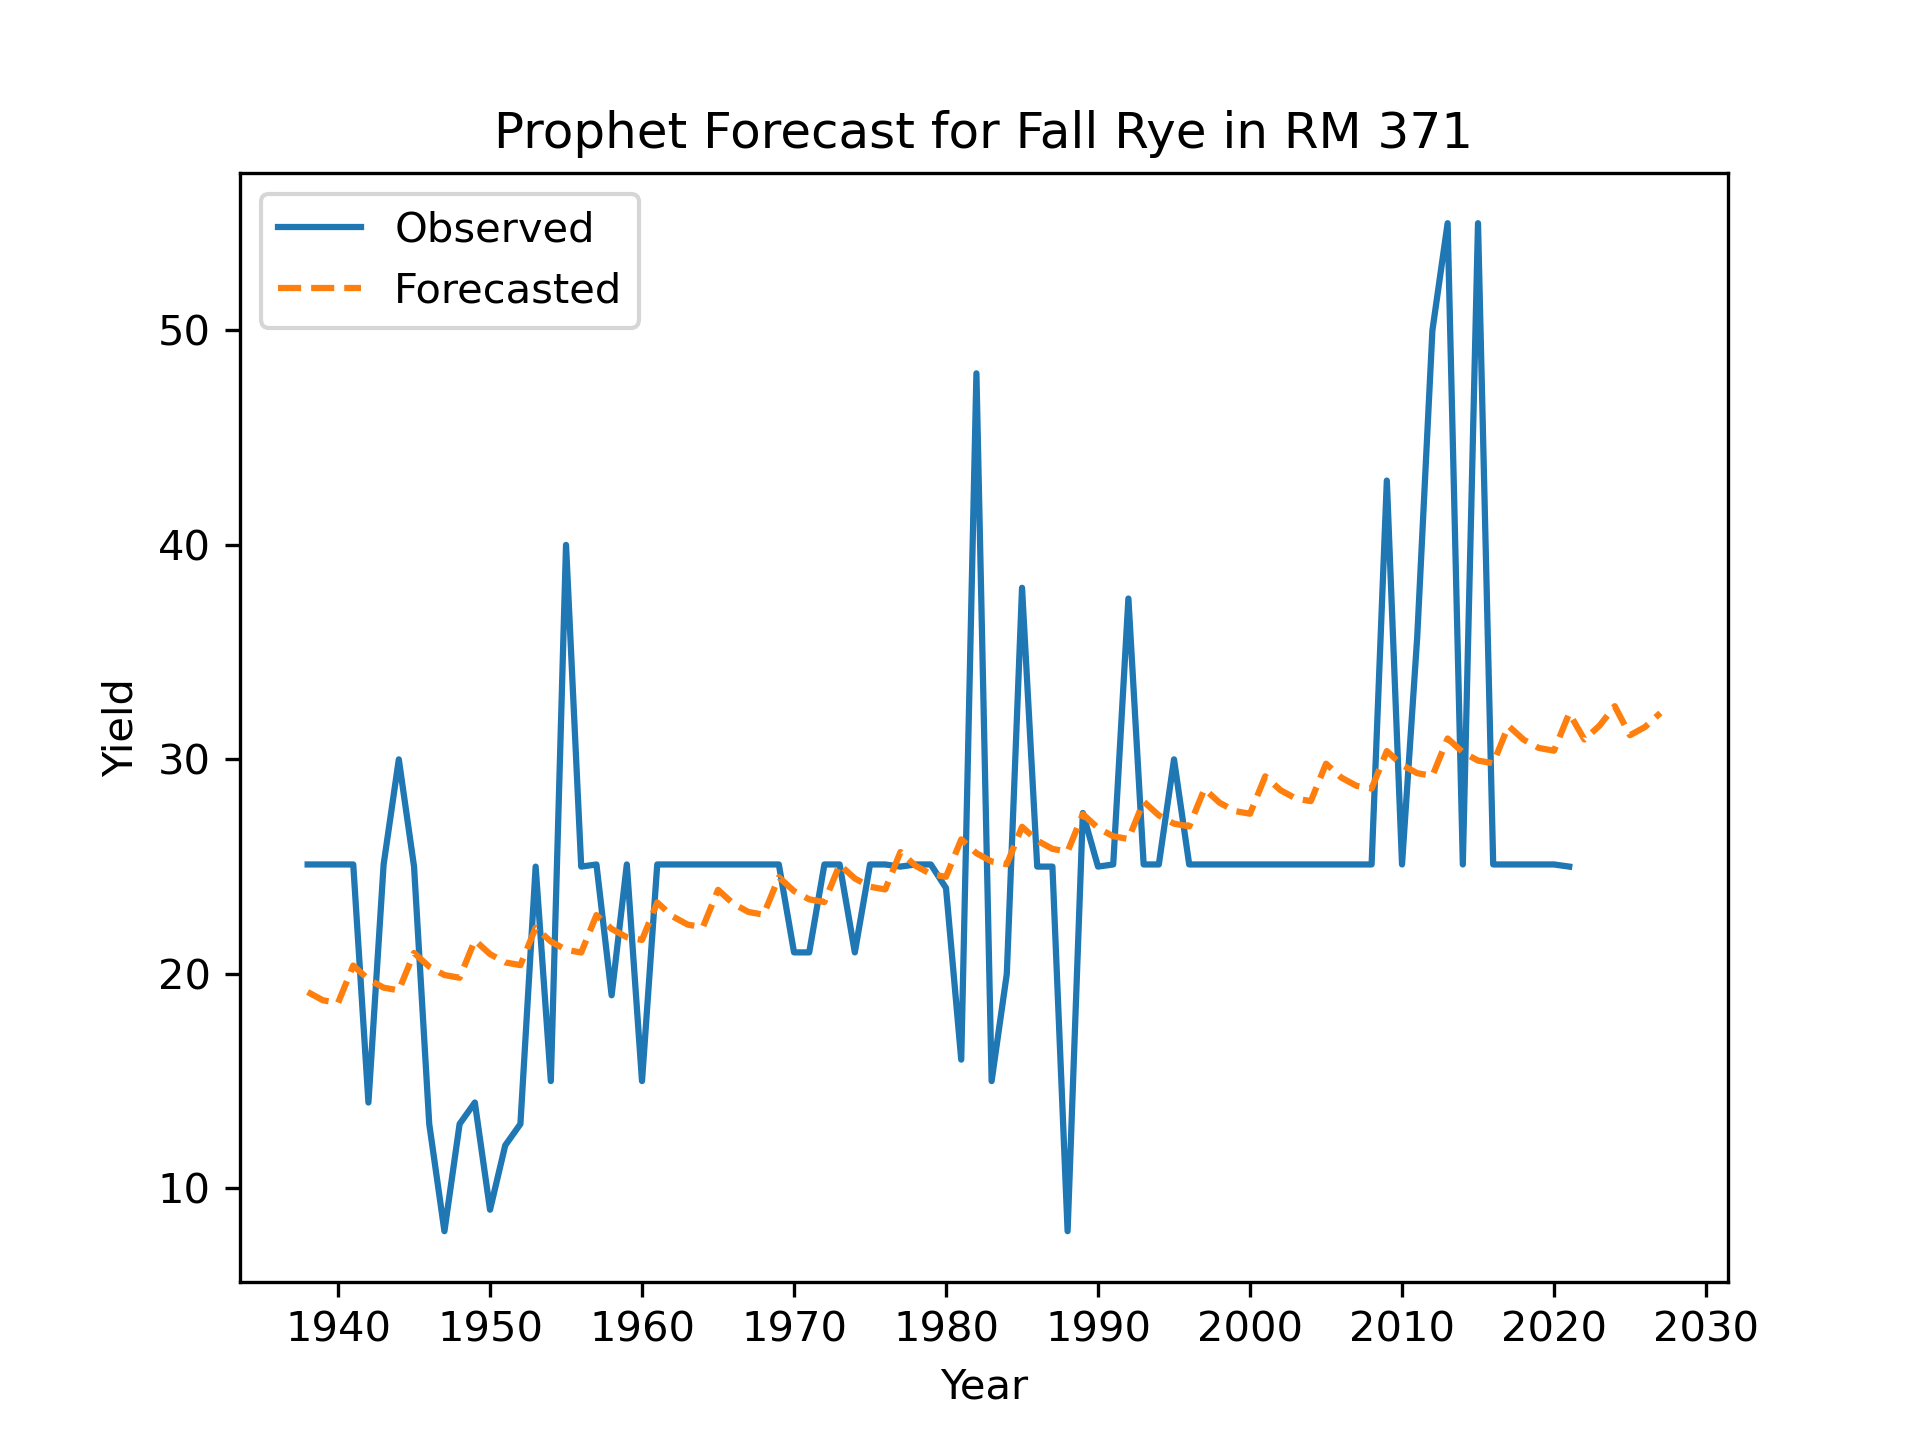 Prophet Forecast for Fall Rye in RM 371
Observed
Forecasted
50
40
30
20
10
Yield
1940 1950 1960 1970 1980 1990 2000 2010 2020 2030
Year